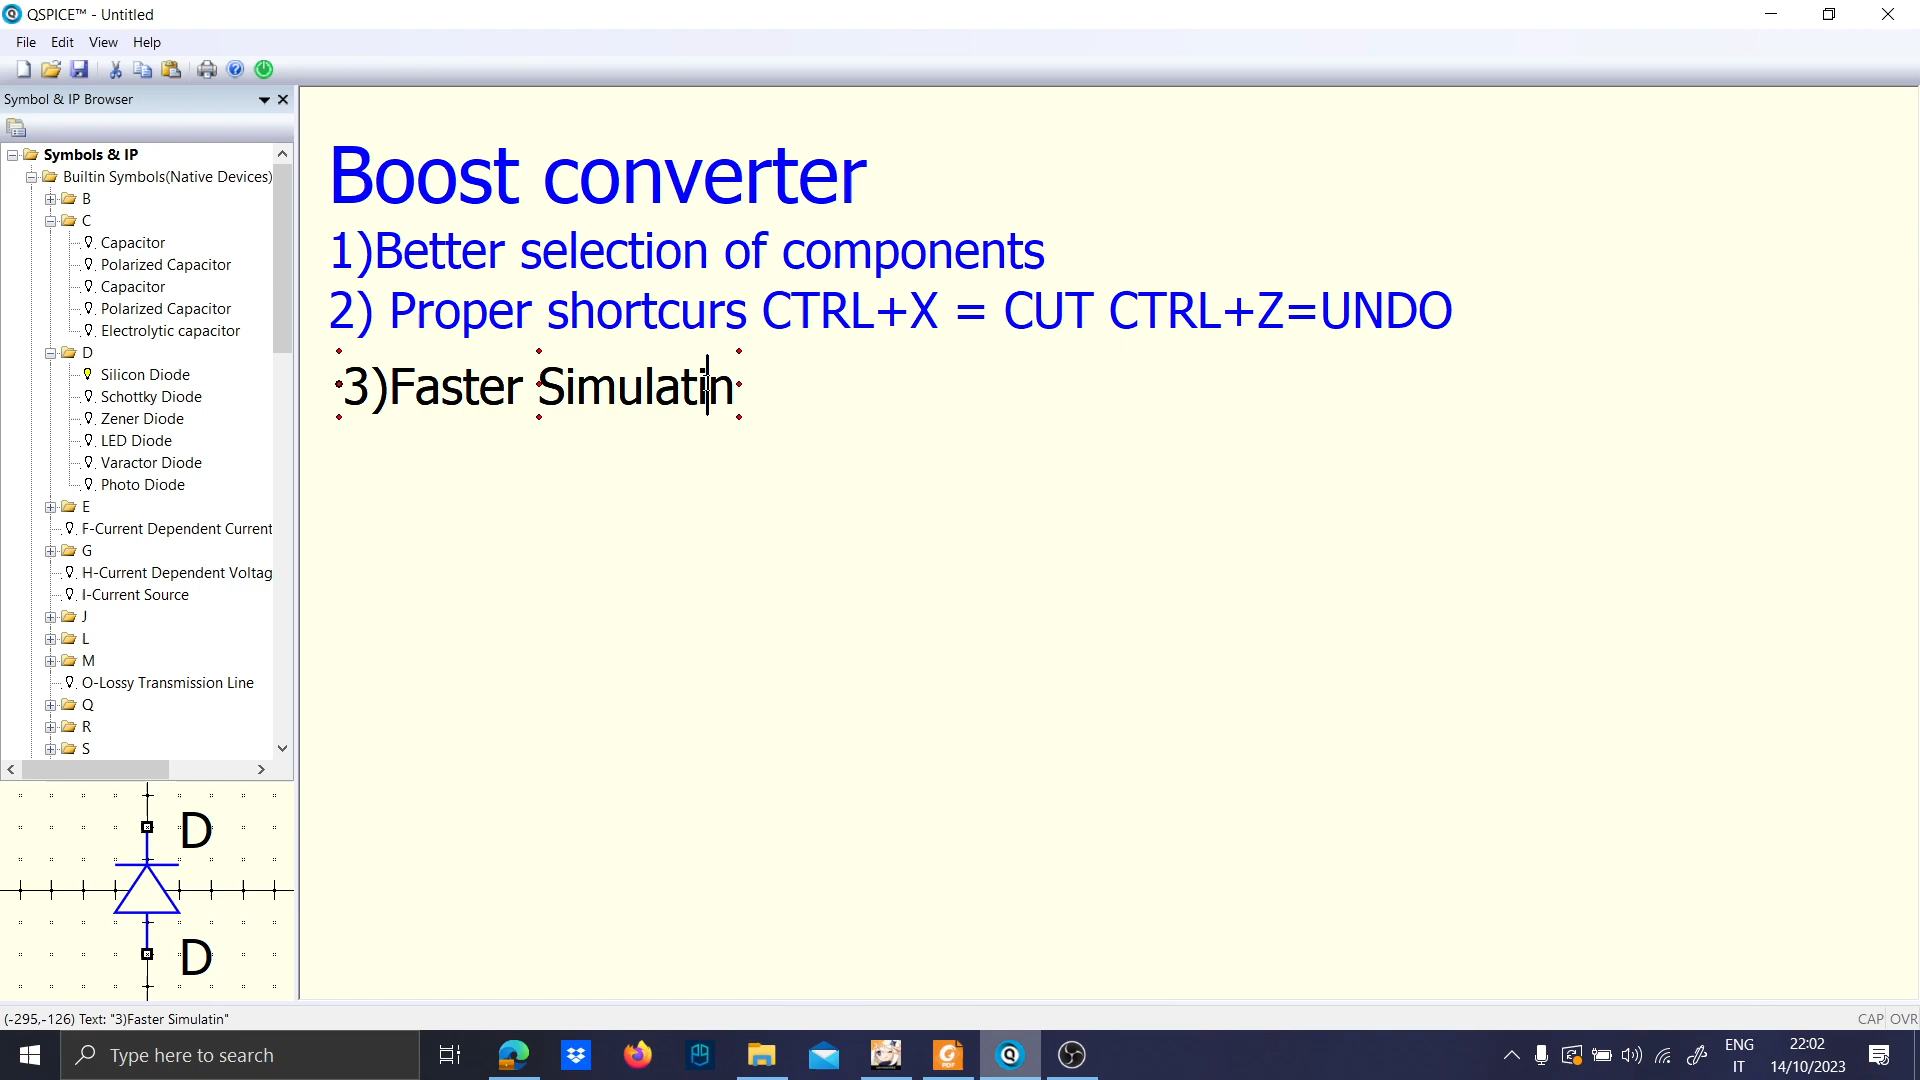 QSPICE™ - Untitled
File Edit View Help
Symbol & IP Browser
Symbols & IP
Builtin Symbols(Native Devices)
B
C
Capacitor
Polarized Capacitor
Capacitor
Polarized Capacitor
Electrolytic capacitor
D
Silicon Diode
Schottky Diode
Zener Diode
LED Diode
Varactor Diode
Photo Diode
E
F-Current Dependent Current
G
H-Current Dependent Voltag
I-Current Source
J
L
M
O-Lossy Transmission Line
Q
R
S
D
D
Boost converter
1)Better selection of components
2) Proper shortcurs CTRL+X = CUT CTRL+Z=UNDO
3)Faster Simulatin
(-295,-126) Text: "3)Faster Simulatin"
CAP OVR
Type here to search
ENG
IT
22:02
14/10/2023